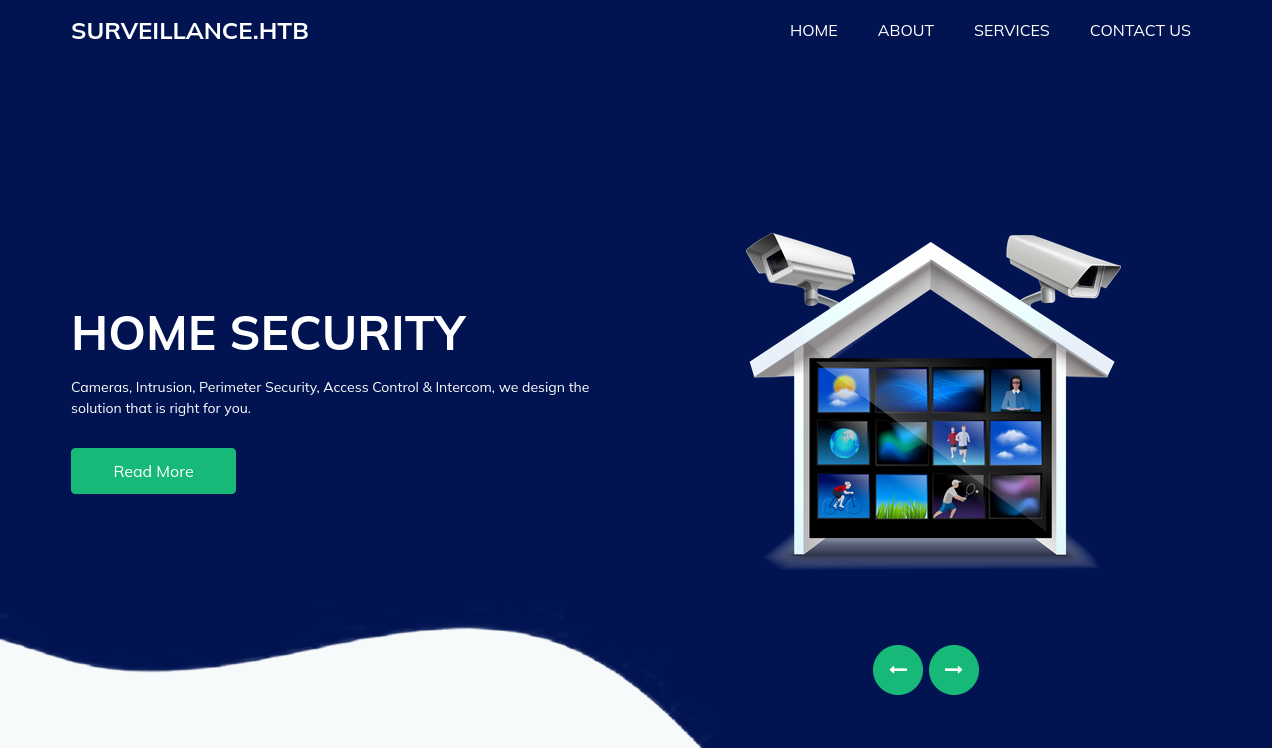 SURVEILLANCE.HTB
HOME ABOUT SERVICES CONTACT US
HOME SECURITY
Cameras, Intrusion, Perimeter Security, Access Control & Intercom, we design the
solution that is right for you.
Read More